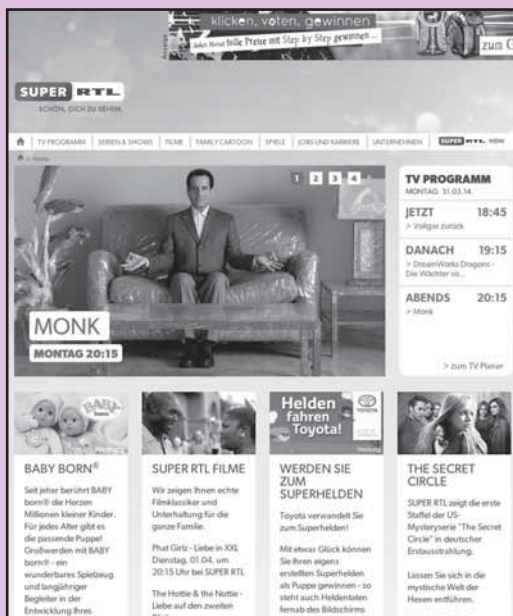 klicken, voten, gewinnen
Anzeige
Jeden Monat tolle Preise mit Step by Step gewinnen ...
zum G
SUPER RTL
SCHÖN, DICH ZU SEHEN.
TV PROGRAMM
SERIEN & SHOWS
FILME
FAMILY CARTOON
SPIELE
JOBS UND KARRIERE
UNTERNEHMEN
SUPER RTL NOW
> Home
1 2 3 4
MONK
MONTAG 20:15
TV PROGRAMM
MONTAG 31.03.14
JETZT 18:45
> Vollgas zurück
DANACH 19:15
> DreamWorks Dragons -
Die Wächter vo...
ABENDS 20:15
> Monk
> zum TV Planer
BABY born
Werbung
BABY BORN®
Seit jeher berührt BABY
born® die Herzen
Millionen kleiner Kinder.
Für jedes Alter gibt es
die passende Puppe!
Großwerden mit BABY
born® - ein
wunderbares Spielzeug
und langjähriger
Begleiter in der
Entwicklung Ihres
SUPER RTL FILME
Wir zeigen Ihnen echte
Filmklassiker und
Unterhaltung für die
ganze Familie.
Phat Girlz - Liebe in XXL
Dienstag, 01.04, um
20:15 Uhr bei SUPER RTL
The Hottie & the Nottie -
Liebe auf den zweiten
Helden
fahren
Toyota!
TOYOTA
Werbung
WERDEN SIE
ZUM
SUPERHELDEN
Toyota verwandelt Sie
zum Superhelden!
Mit etwas Glück können
Sie Ihren eigens
erstellten Superhelden
als Puppe gewinnen - so
steht auch Heldentaten
fernab des Bildschirms
THE SECRET
CIRCLE
SUPER RTL zeigt die erste
Staffel der US-
Mysteryserie "The Secret
Circle" in deutscher
Erstausstrahlung.
Lassen Sie sich in die
mystische Welt der
Hexen entführen.